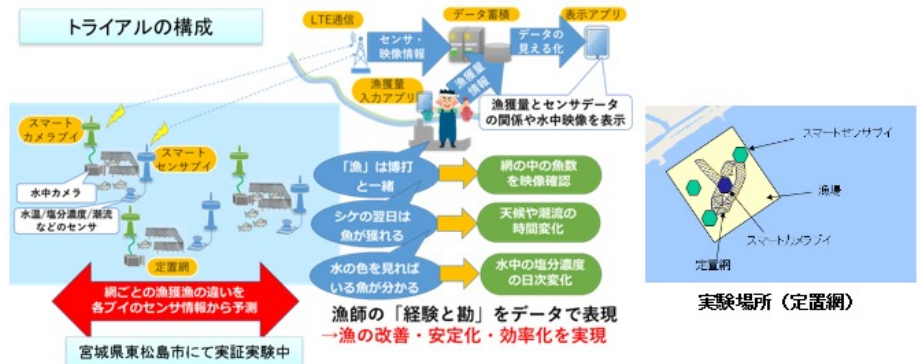 トライアルの構成
LTE通信
センサ・
映像情報
データ蓄積
データの
見える化
表示アプリ
漁獲量
入力アプリ
漁獲量
情報
漁獲量とセンサデータ
の関係や水中映像を表示
スマート
カメラブイ
スマート
センサブイ
水中カメラ
水温/塩分濃度/潮流
などのセンサ
定置網
網ごとの漁獲漁の違いを
各ブイのセンサ情報から予測
宮城県東松島市にて実証実験中
「漁」は博打
と一緒
網の中の魚数
を映像確認
シケの翌日は
魚が獲れる
天候や潮流の
時間変化
水の色を見れば
いる魚が分かる
水中の塩分濃度
の日次変化
漁師の「経験と勘」をデータで表現
→漁の改善・安定化・効率化を実現
スマートセンサブイ
漁場
スマートカメラブイ
定置網
実験場所（定置網）